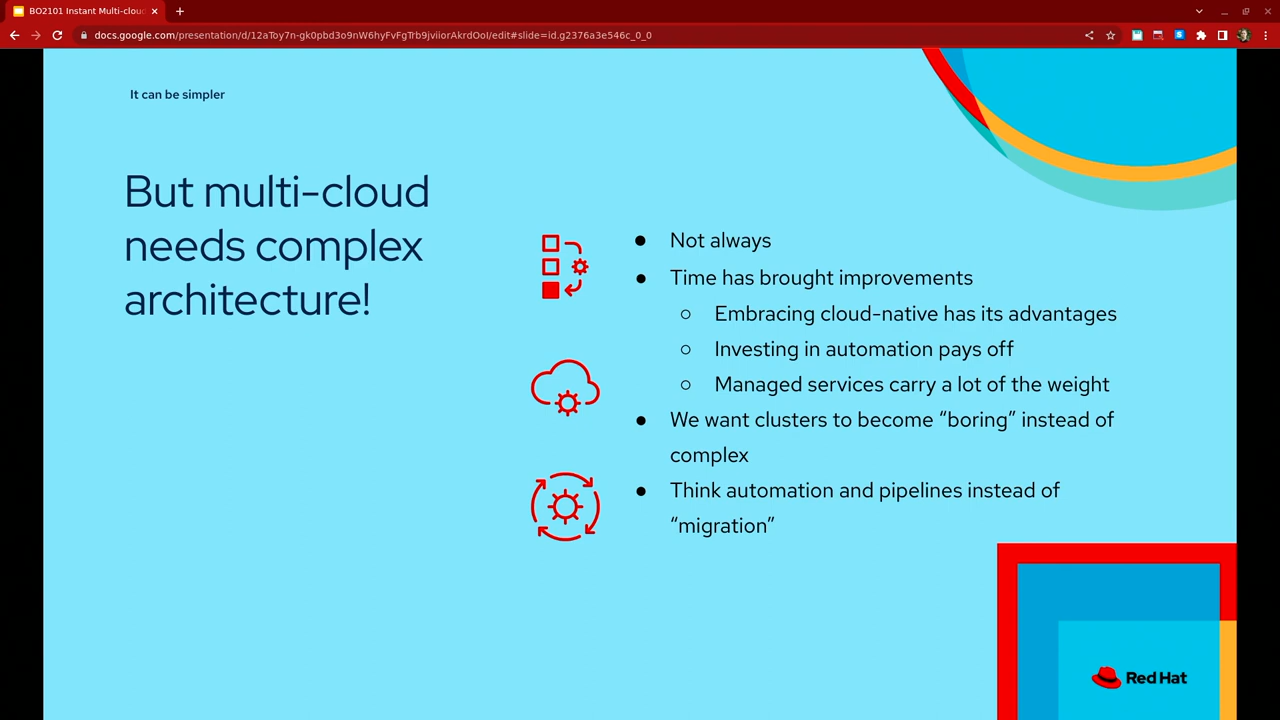 BO2101 Instant Multi-clou
docs.google.com/presentation/d/12aToy7n-gk0pbd3o9nW6hyFvFgTrb9jviiorAkrdOoI/edit#slide=id.g2376a3e546c_0_0
It can be simpler
But multi-cloud
needs complex
architecture!
● Not always
● Time has brought improvements
○ Embracing cloud-native has its advantages
○ Investing in automation pays off
○ Managed services carry a lot of the weight
● We want clusters to become “boring” instead of
complex
● Think automation and pipelines instead of
“migration”
Red Hat